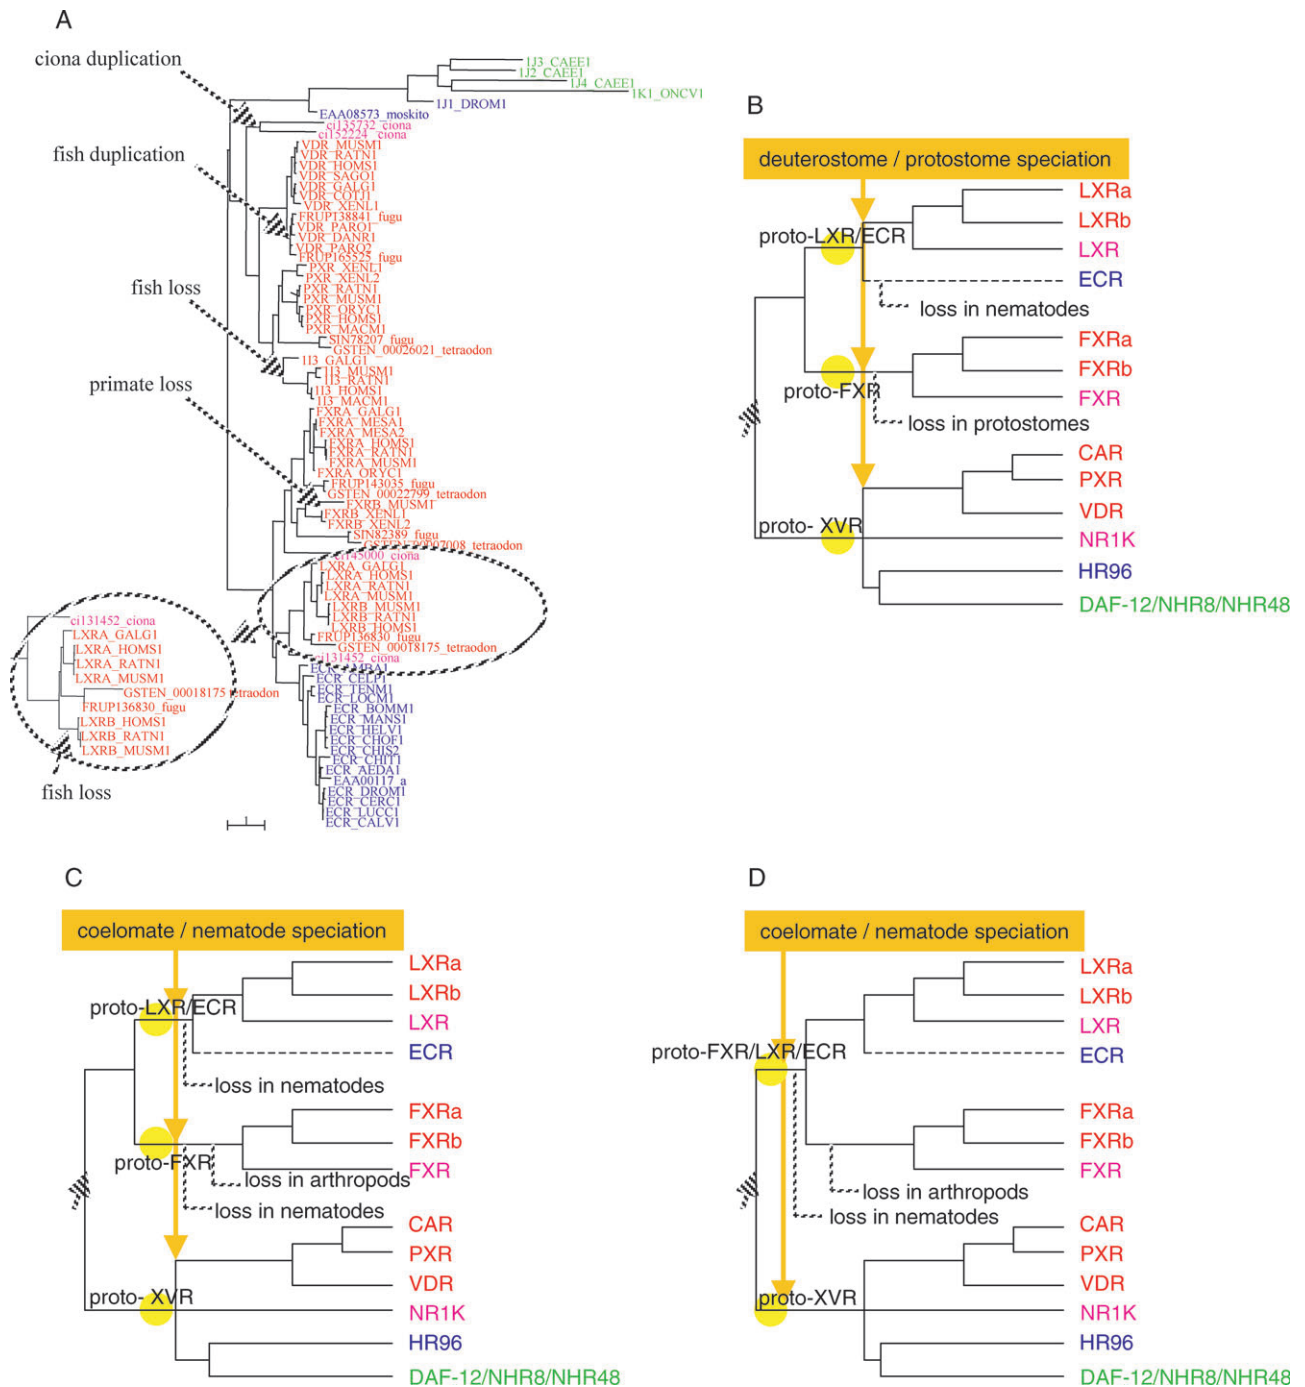 A
ciona duplication
1J3_CAEE1
1J2_CAEE1
1J4_CAEE1
1K1_ONCV1
1J1_DROM1
EAA08573_moskito
ci135732_ciona
ci152224_ciona
fish duplication
VDR_MUSM1
VDR_RATN1
VDR_HOMS1
VDR_SAGO1
VDR_GALG1
VDR_COTJ1
VDR_XENL1
FRUP138841_fugu
VDR_PARO1
VDR_DANR1
VDR_PARO2
FRUP165525_fugu
PXR_XENL1
PXR_XENL2
PXR_RATN1
PXR_MUSM1
PXR_ORYC1
PXR_HOMS1
PXR_MACM1
fish loss
SIN78207_fugu
GSTEN_00026021_tetraodon
1I3_GALG1
1I3_MUSM1
1I3_RATN1
1I3_HOMS1
1I3_MACM1
primate loss
FXRA_GALG1
FXRA_MESA1
FXRA_MESA2
FXRA_HOMS1
FXRA_RATN1
FXRA_MUSM1
FXRA_ORYC1
FRUP143035_fugu
GSTEN_00022799_tetraodon
FXRB_MUSM1
FXRB_XENL1
FXRB_XENL2
SIN82389_fugu
GSTEN_00007008_tetraodon
ci145000_ciona
LXRA_GALG1
LXRA_HOMS1
LXRA_RATN1
LXRA_MUSM1
LXRB_MUSM1
LXRB_RATN1
LXRB_HOMS1
FRUP136830_fugu
GSTEN_00018175_tetraodon
ci131452_ciona
ECR_AMBA1
ECR_CELP1
ECR_TENM1
ECR_LOCM1
ECR_BOMM1
ECR_MANS1
ECR_HELV1
ECR_CHOF1
ECR_CHIS2
ECR_CHIT1
ECR_AEDA1
EAA00117_a
ECR_DROM1
ECR_CERC1
ECR_LUCC1
ECR_CALV1
ci131452_ciona
LXRA_GALG1
LXRA_HOMS1
LXRA_RATN1
LXRA_MUSM1
GSTEN_00018175_tetraodon
FRUP136830_fugu
LXRB_HOMS1
LXRB_RATN1
LXRB_MUSM1
fish loss
B
deuterostome / protostome speciation
LXRa
LXRb
proto-LXR/ECR
LXR
ECR
loss in nematodes
FXRa
FXRb
proto-FXR
FXR
loss in protostomes
CAR
PXR
VDR
proto- XVR
NR1K
HR96
DAF-12/NHR8/NHR48
C
coelomate / nematode speciation
LXRa
LXRb
proto-LXR/ECR
LXR
ECR
loss in nematodes
FXRa
FXRb
proto-FXR
FXR
loss in arthropods
loss in nematodes
CAR
PXR
VDR
proto- XVR
NR1K
HR96
DAF-12/NHR8/NHR48
D
coelomate / nematode speciation
LXRa
LXRb
LXR
proto-FXR/LXR/ECR
ECR
FXRa
FXRb
FXR
loss in arthropods
loss in nematodes
CAR
PXR
VDR
proto-XVR
NR1K
HR96
DAF-12/NHR8/NHR48